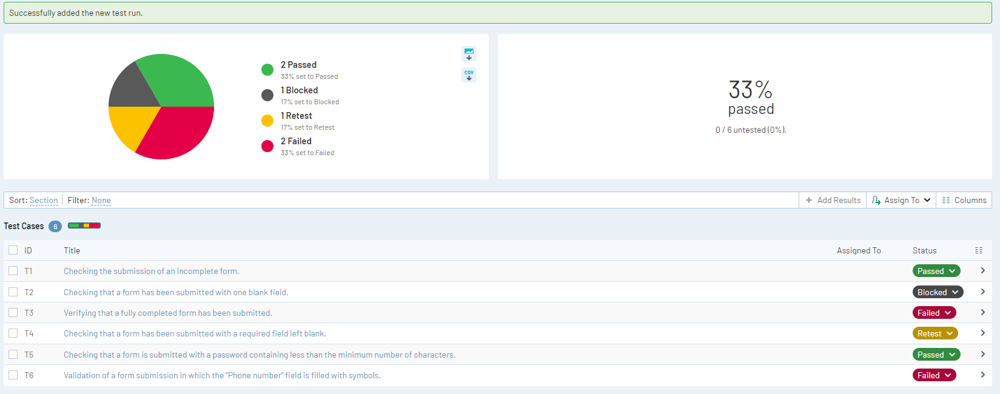 Successfully added the new test run.
2 Passed
33% set to Passed
1 Blocked
17% set to Blocked
1 Retest
17% set to Retest
2 Failed
33% set to Failed
CSV
33%
passed
0 / 6 untested (0%).
Sort: Section Filter: None + Add Results Assign To Columns
Test Cases 6
ID Title Assigned To Status
T1 Checking the submission of an incomplete form. Passed
T2 Checking that a form has been submitted with one blank field. Blocked
T3 Verifying that a fully completed form has been submitted. Failed
T4 Checking that a form has been submitted with a required field left blank. Retest
T5 Checking that a form is submitted with a password containing less than the minimum number of characters. Passed
T6 Validation of a form submission in which the “Phone number” field is filled with symbols. Failed